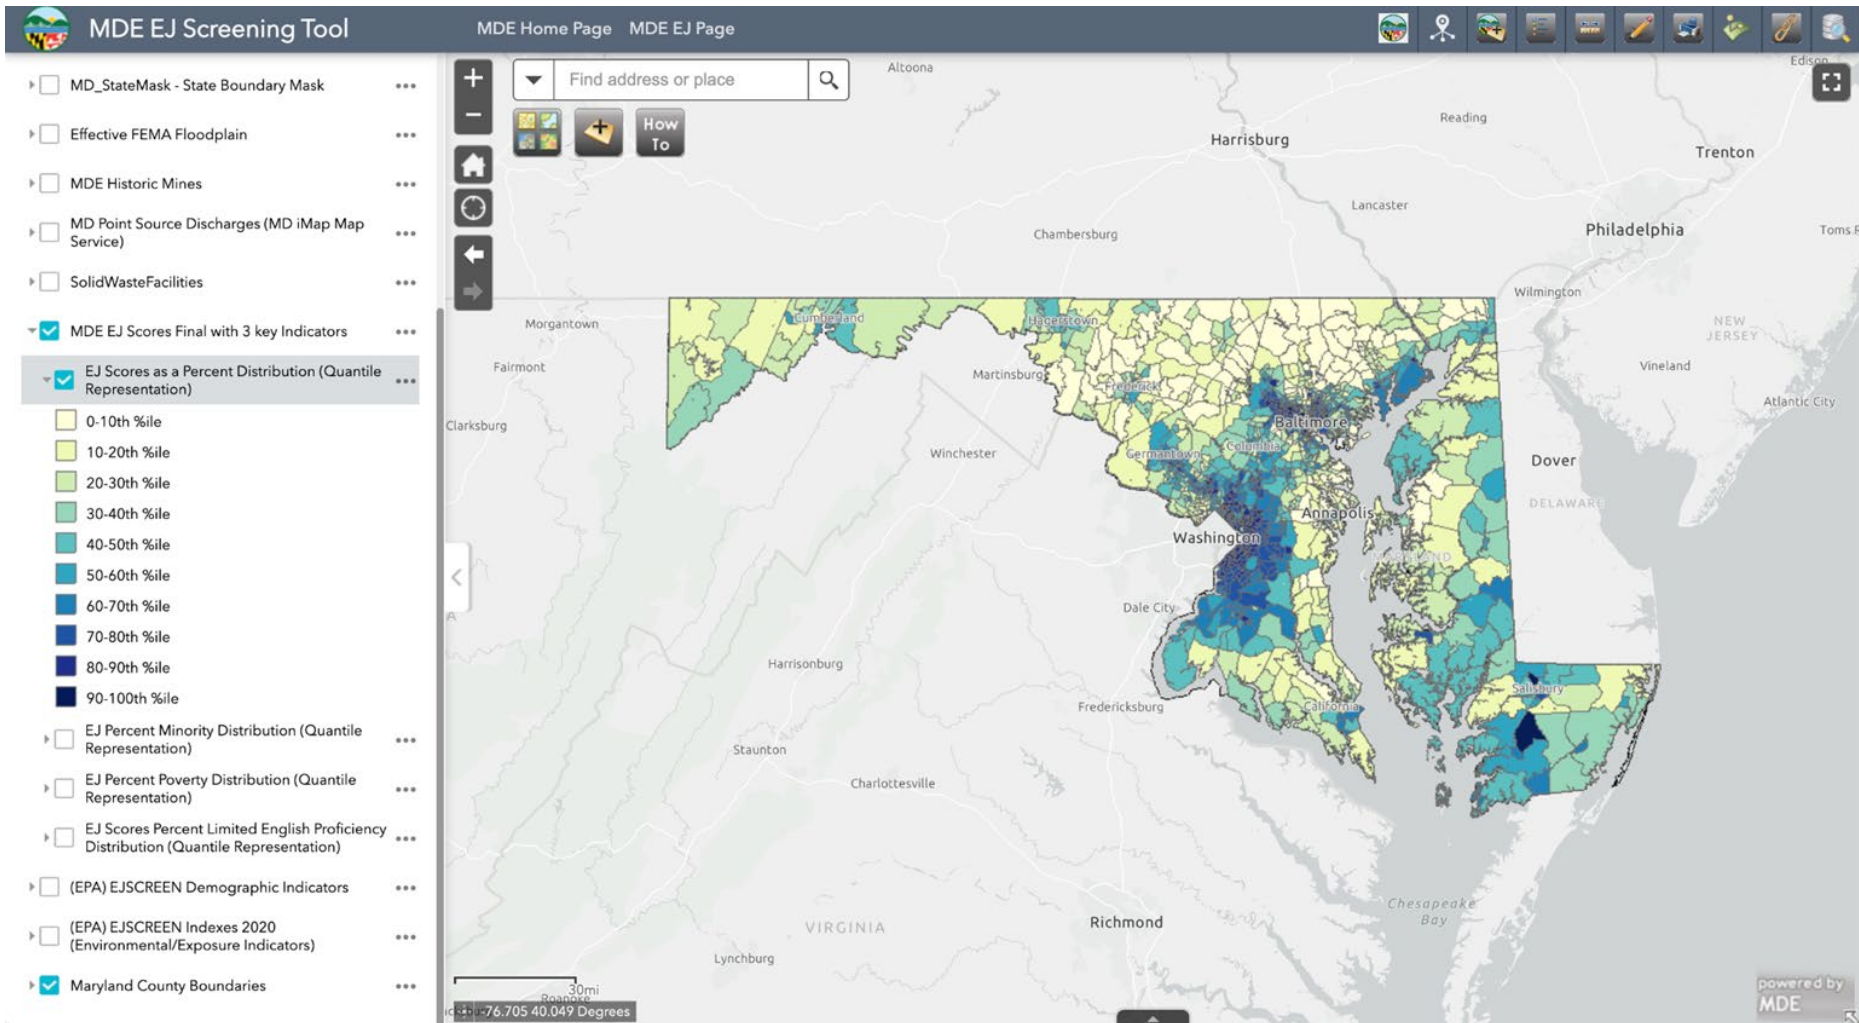 MDE EJ Screening Tool
MDE Home Page
MDE EJ Page
MD_StateMask - State Boundary Mask
Effective FEMA Floodplain
MDE Historic Mines
MD Point Source Discharges (MD iMap Map
Service)
SolidWasteFacilities
MDE EJ Scores Final with 3 key Indicators
EJ Scores as a Percent Distribution (Quantile
Representation)
0-10th %ile
10-20th %ile
20-30th %ile
30-40th %ile
40-50th %ile
50-60th %ile
60-70th %ile
70-80th %ile
80-90th %ile
90-100th %ile
EJ Percent Minority Distribution (Quantile
Representation)
EJ Percent Poverty Distribution (Quantile
Representation)
EJ Scores Percent Limited English Proficiency
Distribution (Quantile Representation)
(EPA) EJSCREEN Demographic Indicators
(EPA) EJSCREEN Indexes 2020
(Environmental/Exposure Indicators)
Maryland County Boundaries
Find address or place
How
To
Altoona
Edison
Reading
Harrisburg
Trenton
Lancaster
Philadelphia
Toms R
Chambersburg
Wilmington
Morgantown
Cumberland
Hagerstown
NEW
JERSEY
Fairmont
Martinsburg
Frederick
Vineland
Atlantic City
Clarksburg
Baltimore
Winchester
Germantown
Columbia
Dover
DELAWARE
Annapolis
Washington
MARYLAND
Dale City
Harrisonburg
Salisbury
Fredericksburg
California
Staunton
Charlottesville
Chesapeake
Bay
Richmond
VIRGINIA
Lynchburg
30mi
Roanoke
-76.705 40.049 Degrees
powered by
MDE